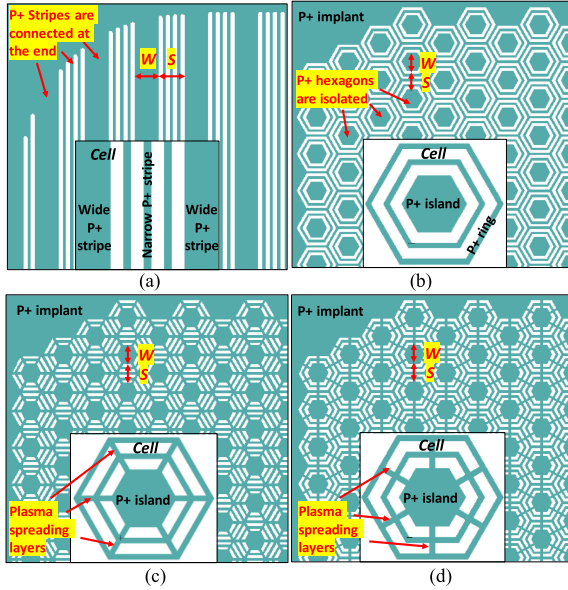 P+ Stripes are
connected at
the end
W
S
Cell
Wide
P+
stripe
Narrow P+ stripe
Wide
P+
stripe
(a)
P+ implant
W
S
P+ hexagons
are isolated
Cell
P+ island
P+ ring
(b)
P+ implant
W
S
Cell
P+ island
Plasma
spreading
layers
(c)
P+ implant
W
S
Cell
P+ island
Plasma
spreading
layers
(d)